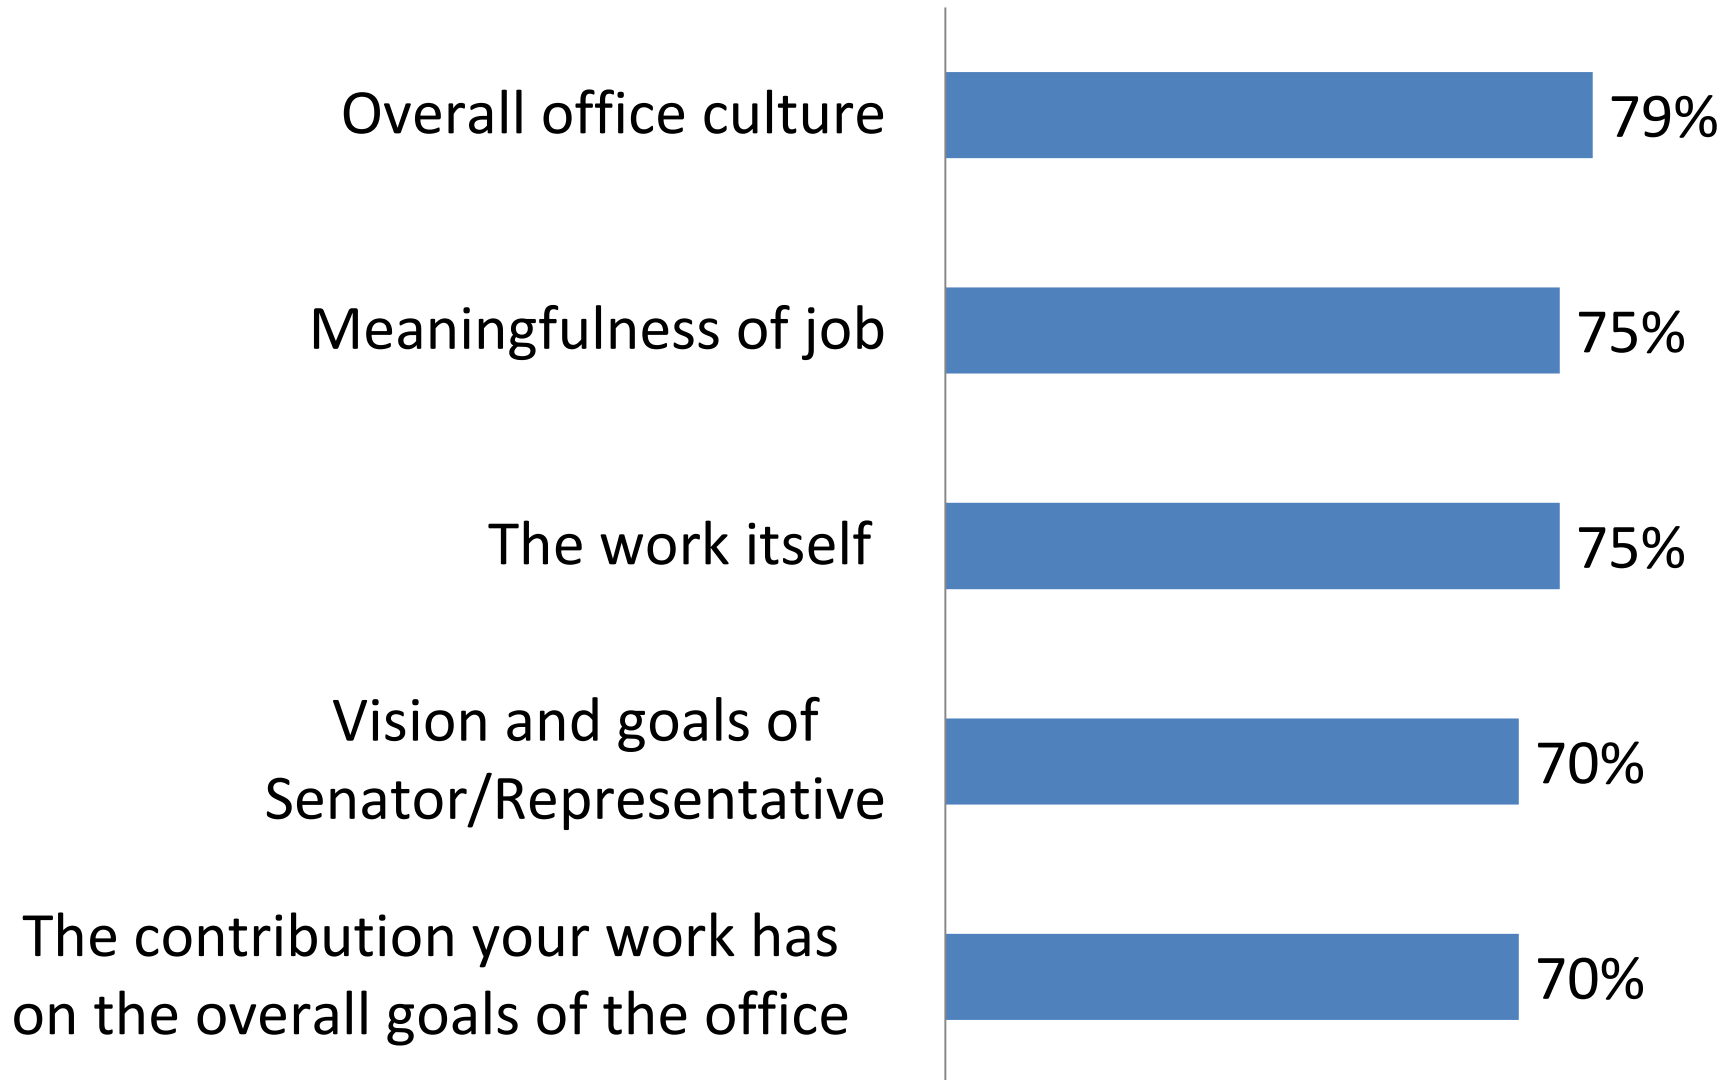 Overall office culture 79%
Meaningfulness of job 75%
The work itself 75%
Vision and goals of
Senator/Representative
70%
The contribution your work has
on the overall goals of the office
70%